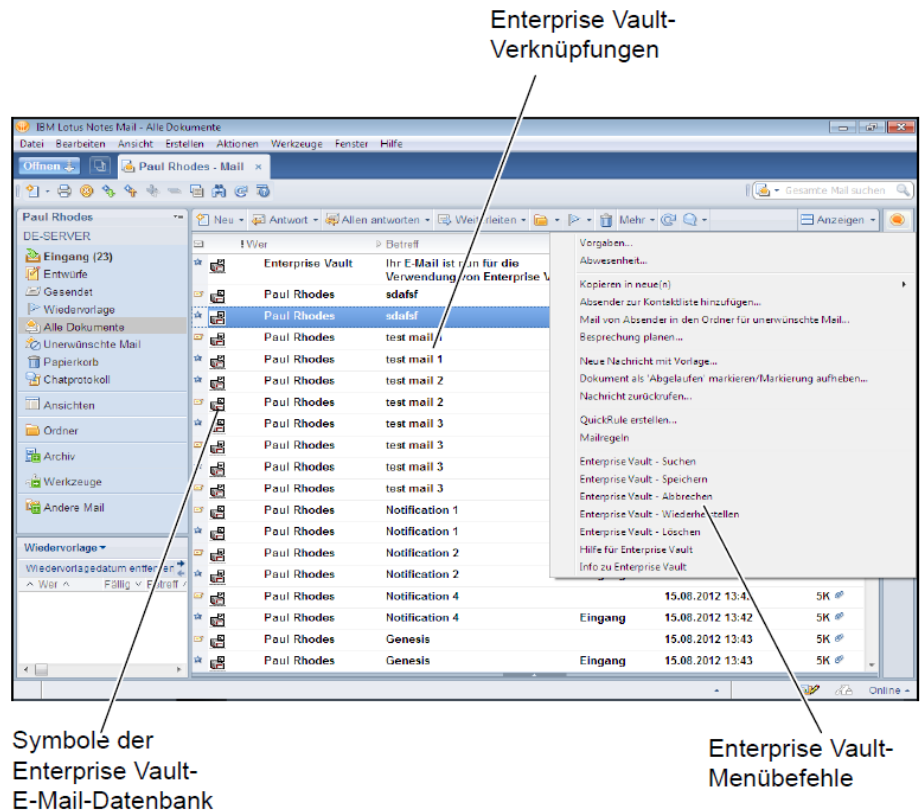 Enterprise Vault-
Verknüpfungen
IBM Lotus Notes Mail - Alle Dokumente
Datei Bearbeiten Ansicht Erstellen Aktionen Werkzeuge Fenster Hilfe
Öffnen Paul Rhodes - Mail ×
Gesamte Mail suchen
Paul Rhodes
DE-SERVER
Eingang (23)
Entwürfe
Gesendet
Wiedervorlage
Alle Dokumente
Unerwünschte Mail
Papierkorb
Chatprotokoll
Ansichten
Ordner
Archiv
Werkzeuge
Andere Mail
Wiedervorlage
Wiedervorlagedatum entfernen
Wer Fällig Betreff
Neu Antwort Allen antworten Weiterleiten Mehr Anzeigen
! Wer Betreff
Enterprise Vault Ihr E-Mail ist nun für die
Verwendung von Enterprise V
Paul Rhodes sdafsf
Paul Rhodes sdafsf
Paul Rhodes test mail 1
Paul Rhodes test mail 1
Paul Rhodes test mail 2
Paul Rhodes test mail 2
Paul Rhodes test mail 3
Paul Rhodes test mail 3
Paul Rhodes test mail 3
Paul Rhodes test mail 3
Paul Rhodes Notification 1
Paul Rhodes Notification 1
Paul Rhodes Notification 2
Paul Rhodes Notification 2
Paul Rhodes Notification 4 15.08.2012
Paul Rhodes Notification 4 Eingang 15.08.2012 13:42 5K
Paul Rhodes Genesis 15.08.2012 13:43 5K
Paul Rhodes Genesis Eingang 15.08.2012 13:43 5K
Vorgaben...
Abwesenheit...
Kopieren in neue(n)
Absender zur Kontaktliste hinzufügen...
Mail von Absender in den Ordner für unerwünschte Mail...
Besprechung planen...
Neue Nachricht mit Vorlage...
Dokument als 'Abgelaufen' markieren/Markierung aufheben...
Nachricht zurückrufen...
QuickRule erstellen...
Mailregeln
Enterprise Vault - Suchen
Enterprise Vault - Speichern
Enterprise Vault - Abbrechen
Enterprise Vault - Wiederherstellen
Enterprise Vault - Löschen
Hilfe für Enterprise Vault
Info zu Enterprise Vault
Online
Symbole der
Enterprise Vault-
E-Mail-Datenbank
Enterprise Vault-
Menübefehle